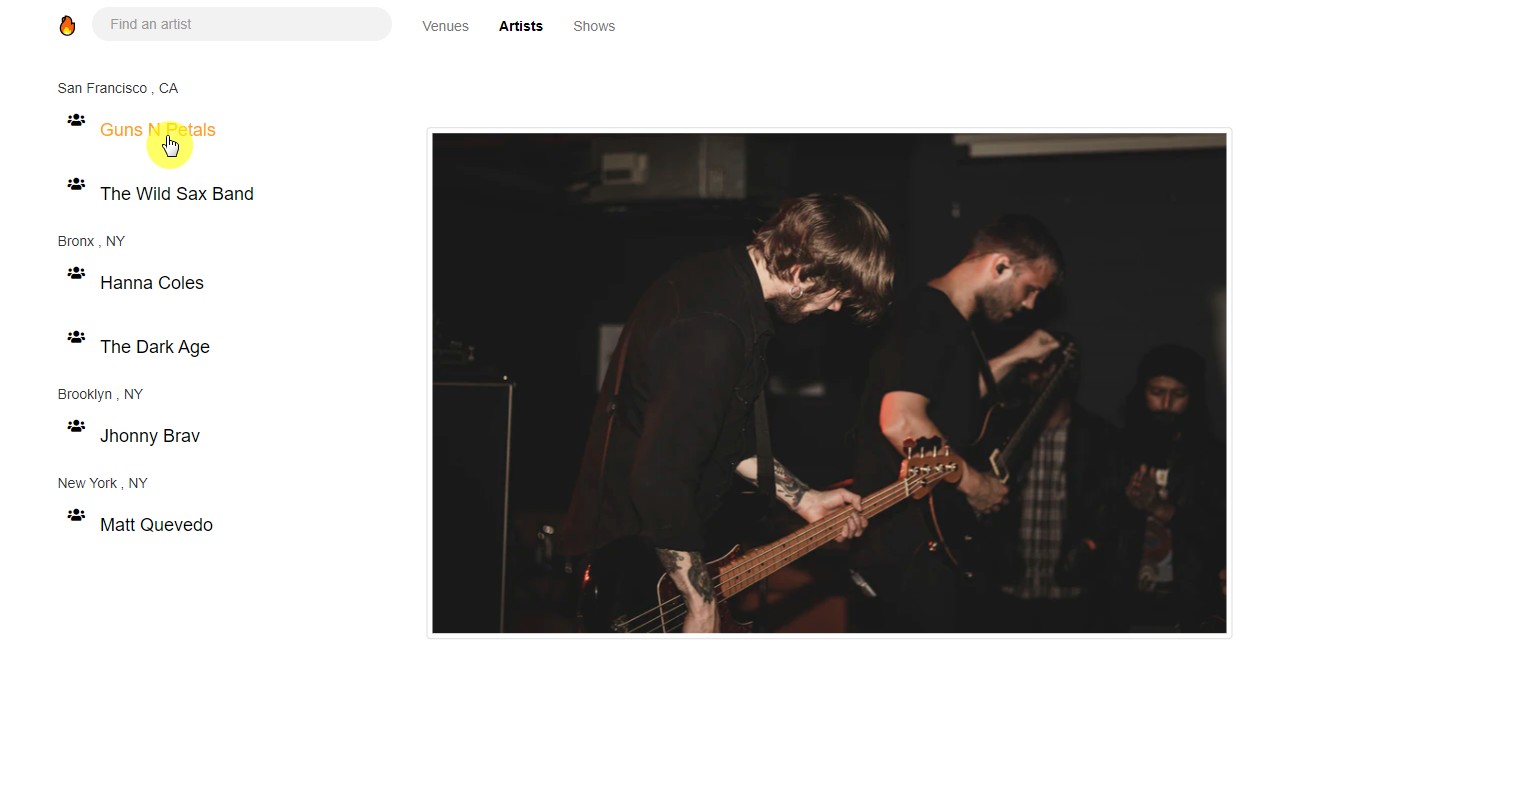 Find an artist
Venues
Artists
Shows
San Francisco , CA
Guns N Petals
The Wild Sax Band
Bronx , NY
Hanna Coles
The Dark Age
Brooklyn , NY
Jhonny Brav
New York , NY
Matt Quevedo